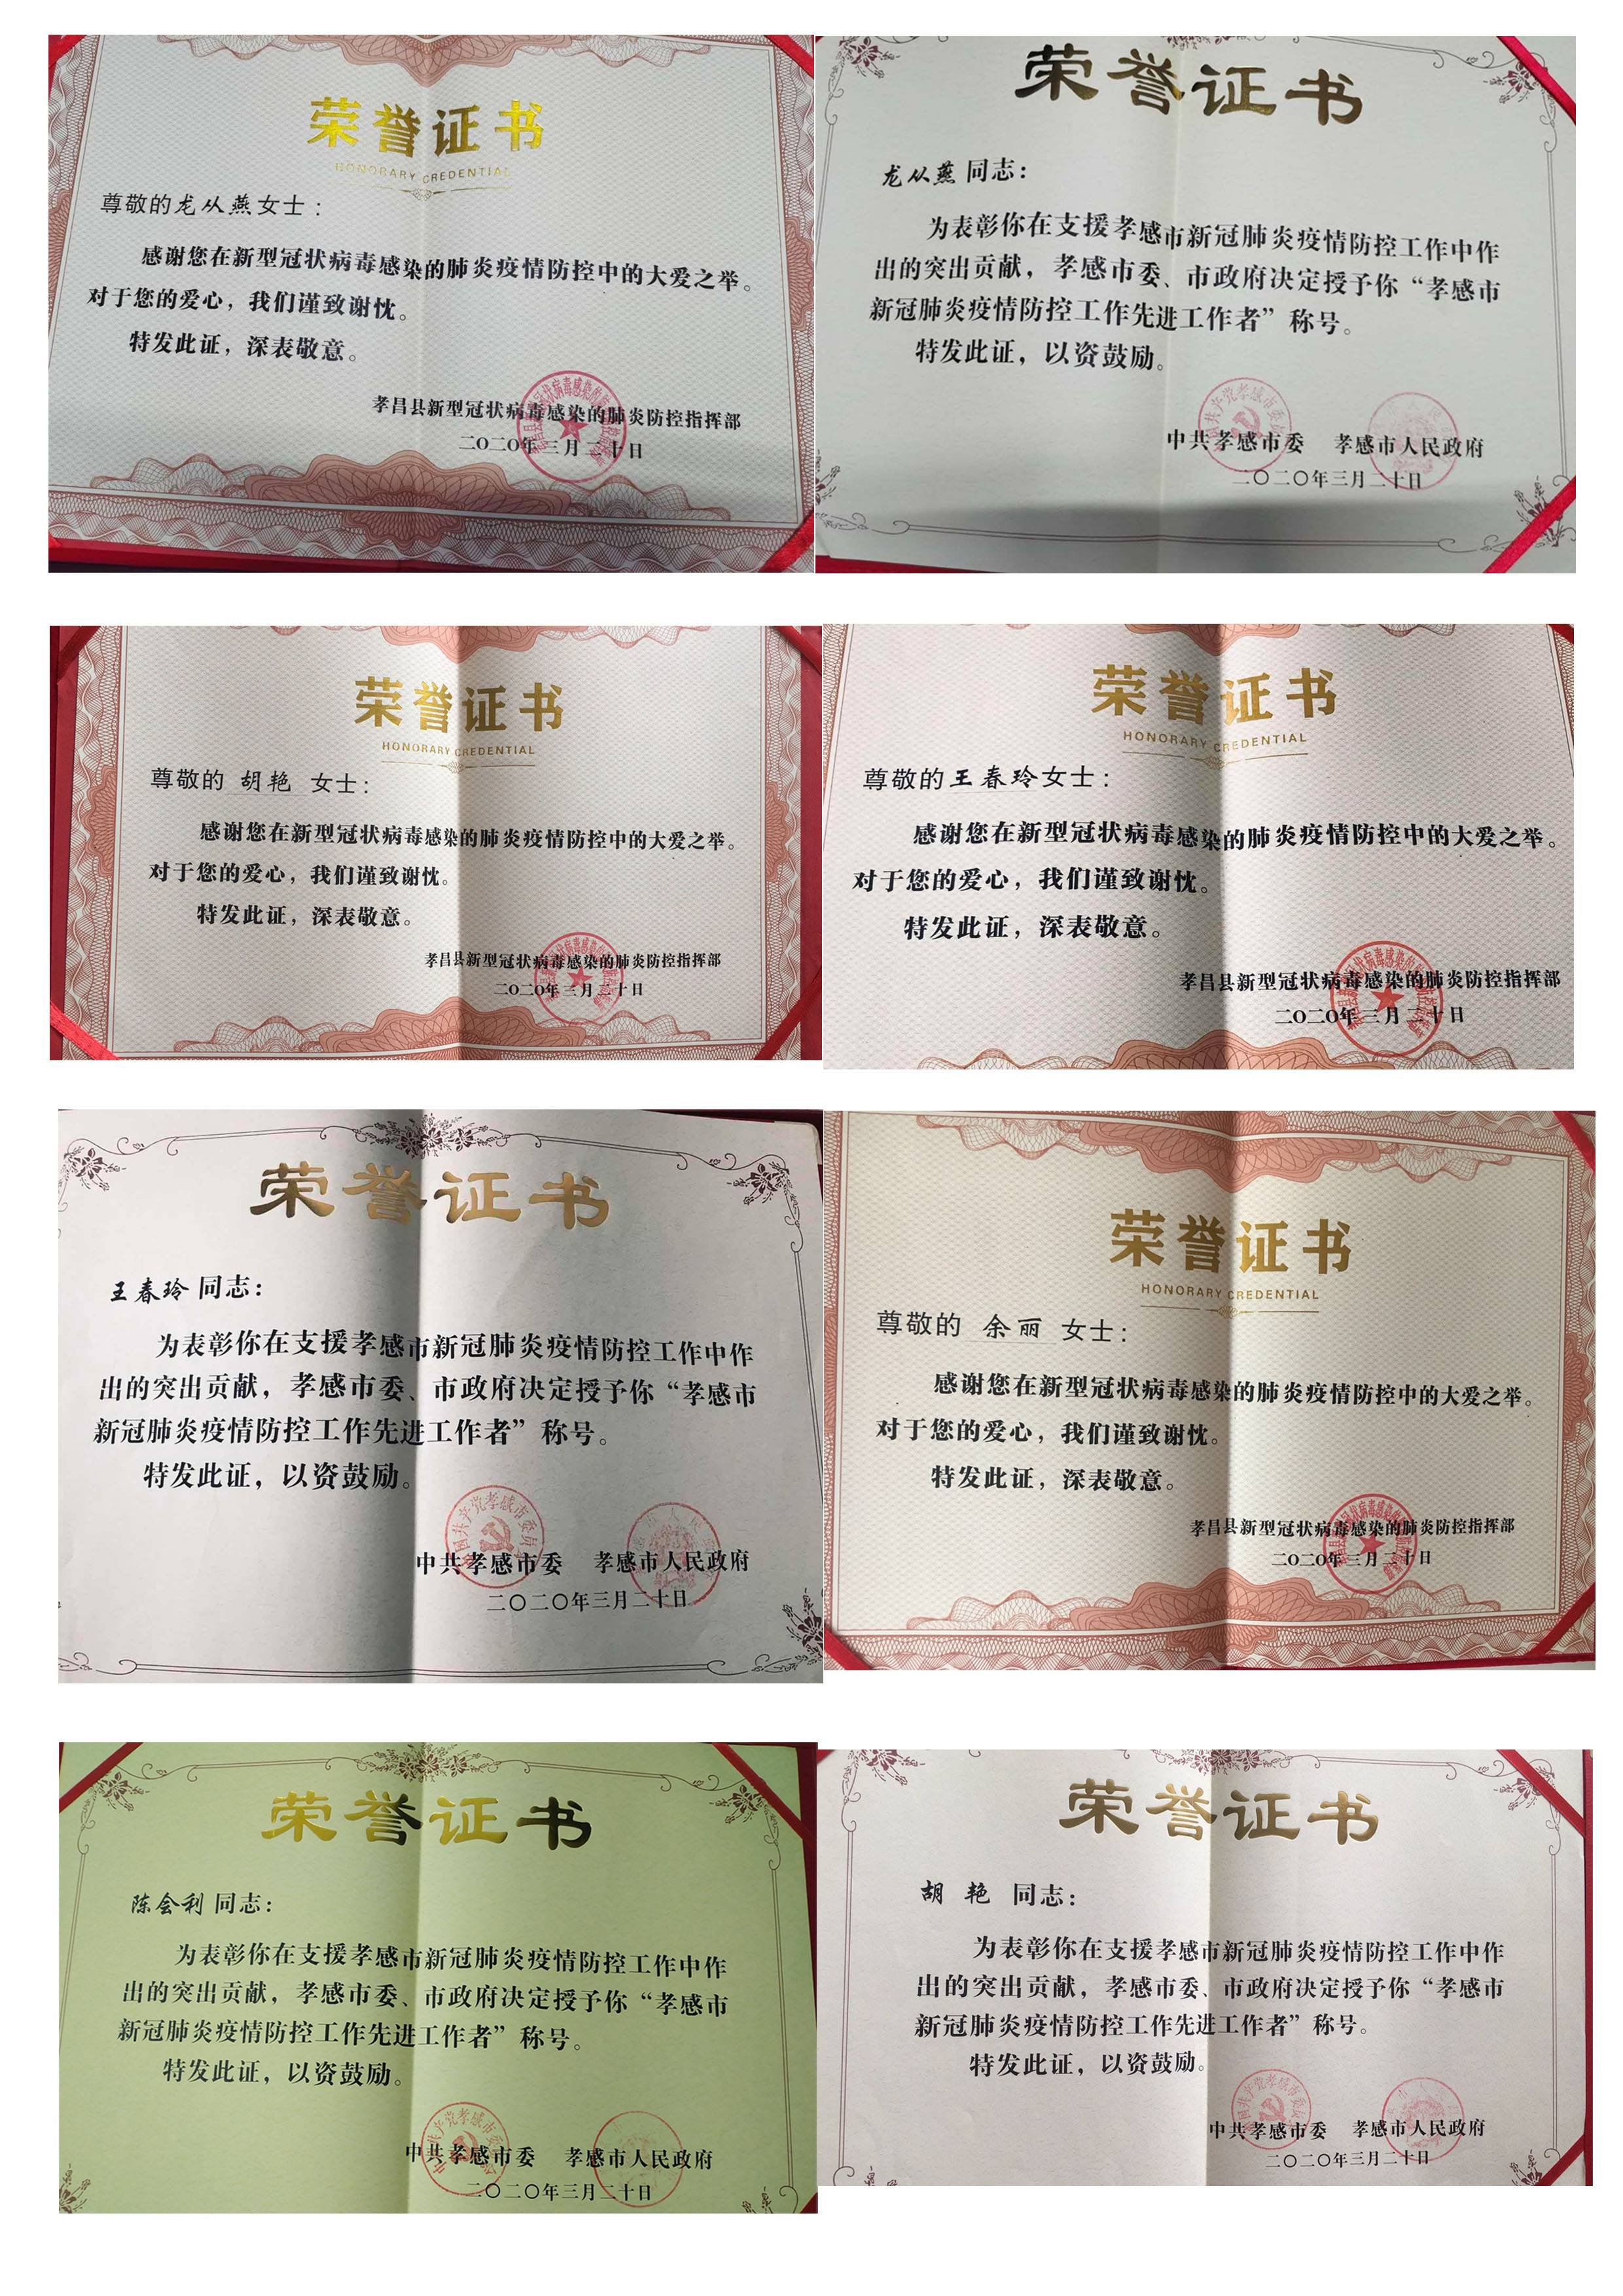 荣誉证书
HONORARY CREDENTIAL
尊敬的龙从燕女士：
感谢您在新型冠状病毒感染的肺炎疫情防控中的大爱之举。
对于您的爱心，我们谨致谢忱。
特发此证，深表敬意。
孝昌县新型冠状病毒感染的肺炎防控指挥部
二〇二〇年三月二十日
荣誉证书
龙从燕 同志：
为表彰你在支援孝感市新冠肺炎疫情防控工作中作
出的突出贡献，孝感市委、市政府决定授予你“孝感市
新冠肺炎疫情防控工作先进工作者”称号。
特发此证，以资鼓励。
中共孝感市委 孝感市人民政府
二〇二〇年三月二十日
荣誉证书
HONORARY CREDENTIAL
尊敬的 胡艳 女士：
感谢您在新型冠状病毒感染的肺炎疫情防控中的大爱之举。
对于您的爱心，我们谨致谢忱。
特发此证，深表敬意。
孝昌县新型冠状病毒感染的肺炎防控指挥部
二〇二〇年三月二十日
荣誉证书
HONORARY CREDENTIAL
尊敬的王春玲女士：
感谢您在新型冠状病毒感染的肺炎疫情防控中的大爱之举。
对于您的爱心，我们谨致谢忱。
特发此证，深表敬意。
孝昌县新型冠状病毒感染的肺炎防控指挥部
二〇二〇年三月二十日
荣誉证书
王春玲 同志：
为表彰你在支援孝感市新冠肺炎疫情防控工作中作
出的突出贡献，孝感市委、市政府决定授予你“孝感市
新冠肺炎疫情防控工作先进工作者”称号。
特发此证，以资鼓励。
中共孝感市委 孝感市人民政府
二〇二〇年三月二十日
荣誉证书
HONORARY CREDENTIAL
尊敬的 余丽 女士：
感谢您在新型冠状病毒感染的肺炎疫情防控中的大爱之举。
对于您的爱心，我们谨致谢忱。
特发此证，深表敬意。
孝昌县新型冠状病毒感染的肺炎防控指挥部
二〇二〇年三月二十日
荣誉证书
陈会利 同志：
为表彰你在支援孝感市新冠肺炎疫情防控工作中作
出的突出贡献，孝感市委、市政府决定授予你“孝感市
新冠肺炎疫情防控工作先进工作者”称号。
特发此证，以资鼓励。
中共孝感市委 孝感市人民政府
二〇二〇年三月二十日
荣誉证书
胡 艳 同志：
为表彰你在支援孝感市新冠肺炎疫情防控工作中作
出的突出贡献，孝感市委、市政府决定授予你“孝感市
新冠肺炎疫情防控工作先进工作者”称号。
特发此证，以资鼓励。
中共孝感市委 孝感市人民政府
二〇二〇年三月二十日